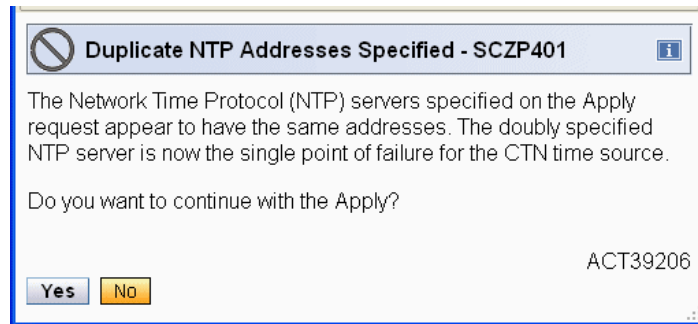 Duplicate NTP Addresses Specified - SCZP401
The Network Time Protocol (NTP) servers specified on the Apply
request appear to have the same addresses. The doubly specified
NTP server is now the single point of failure for the CTN time source.
Do you want to continue with the Apply?
ACT39206
Yes No